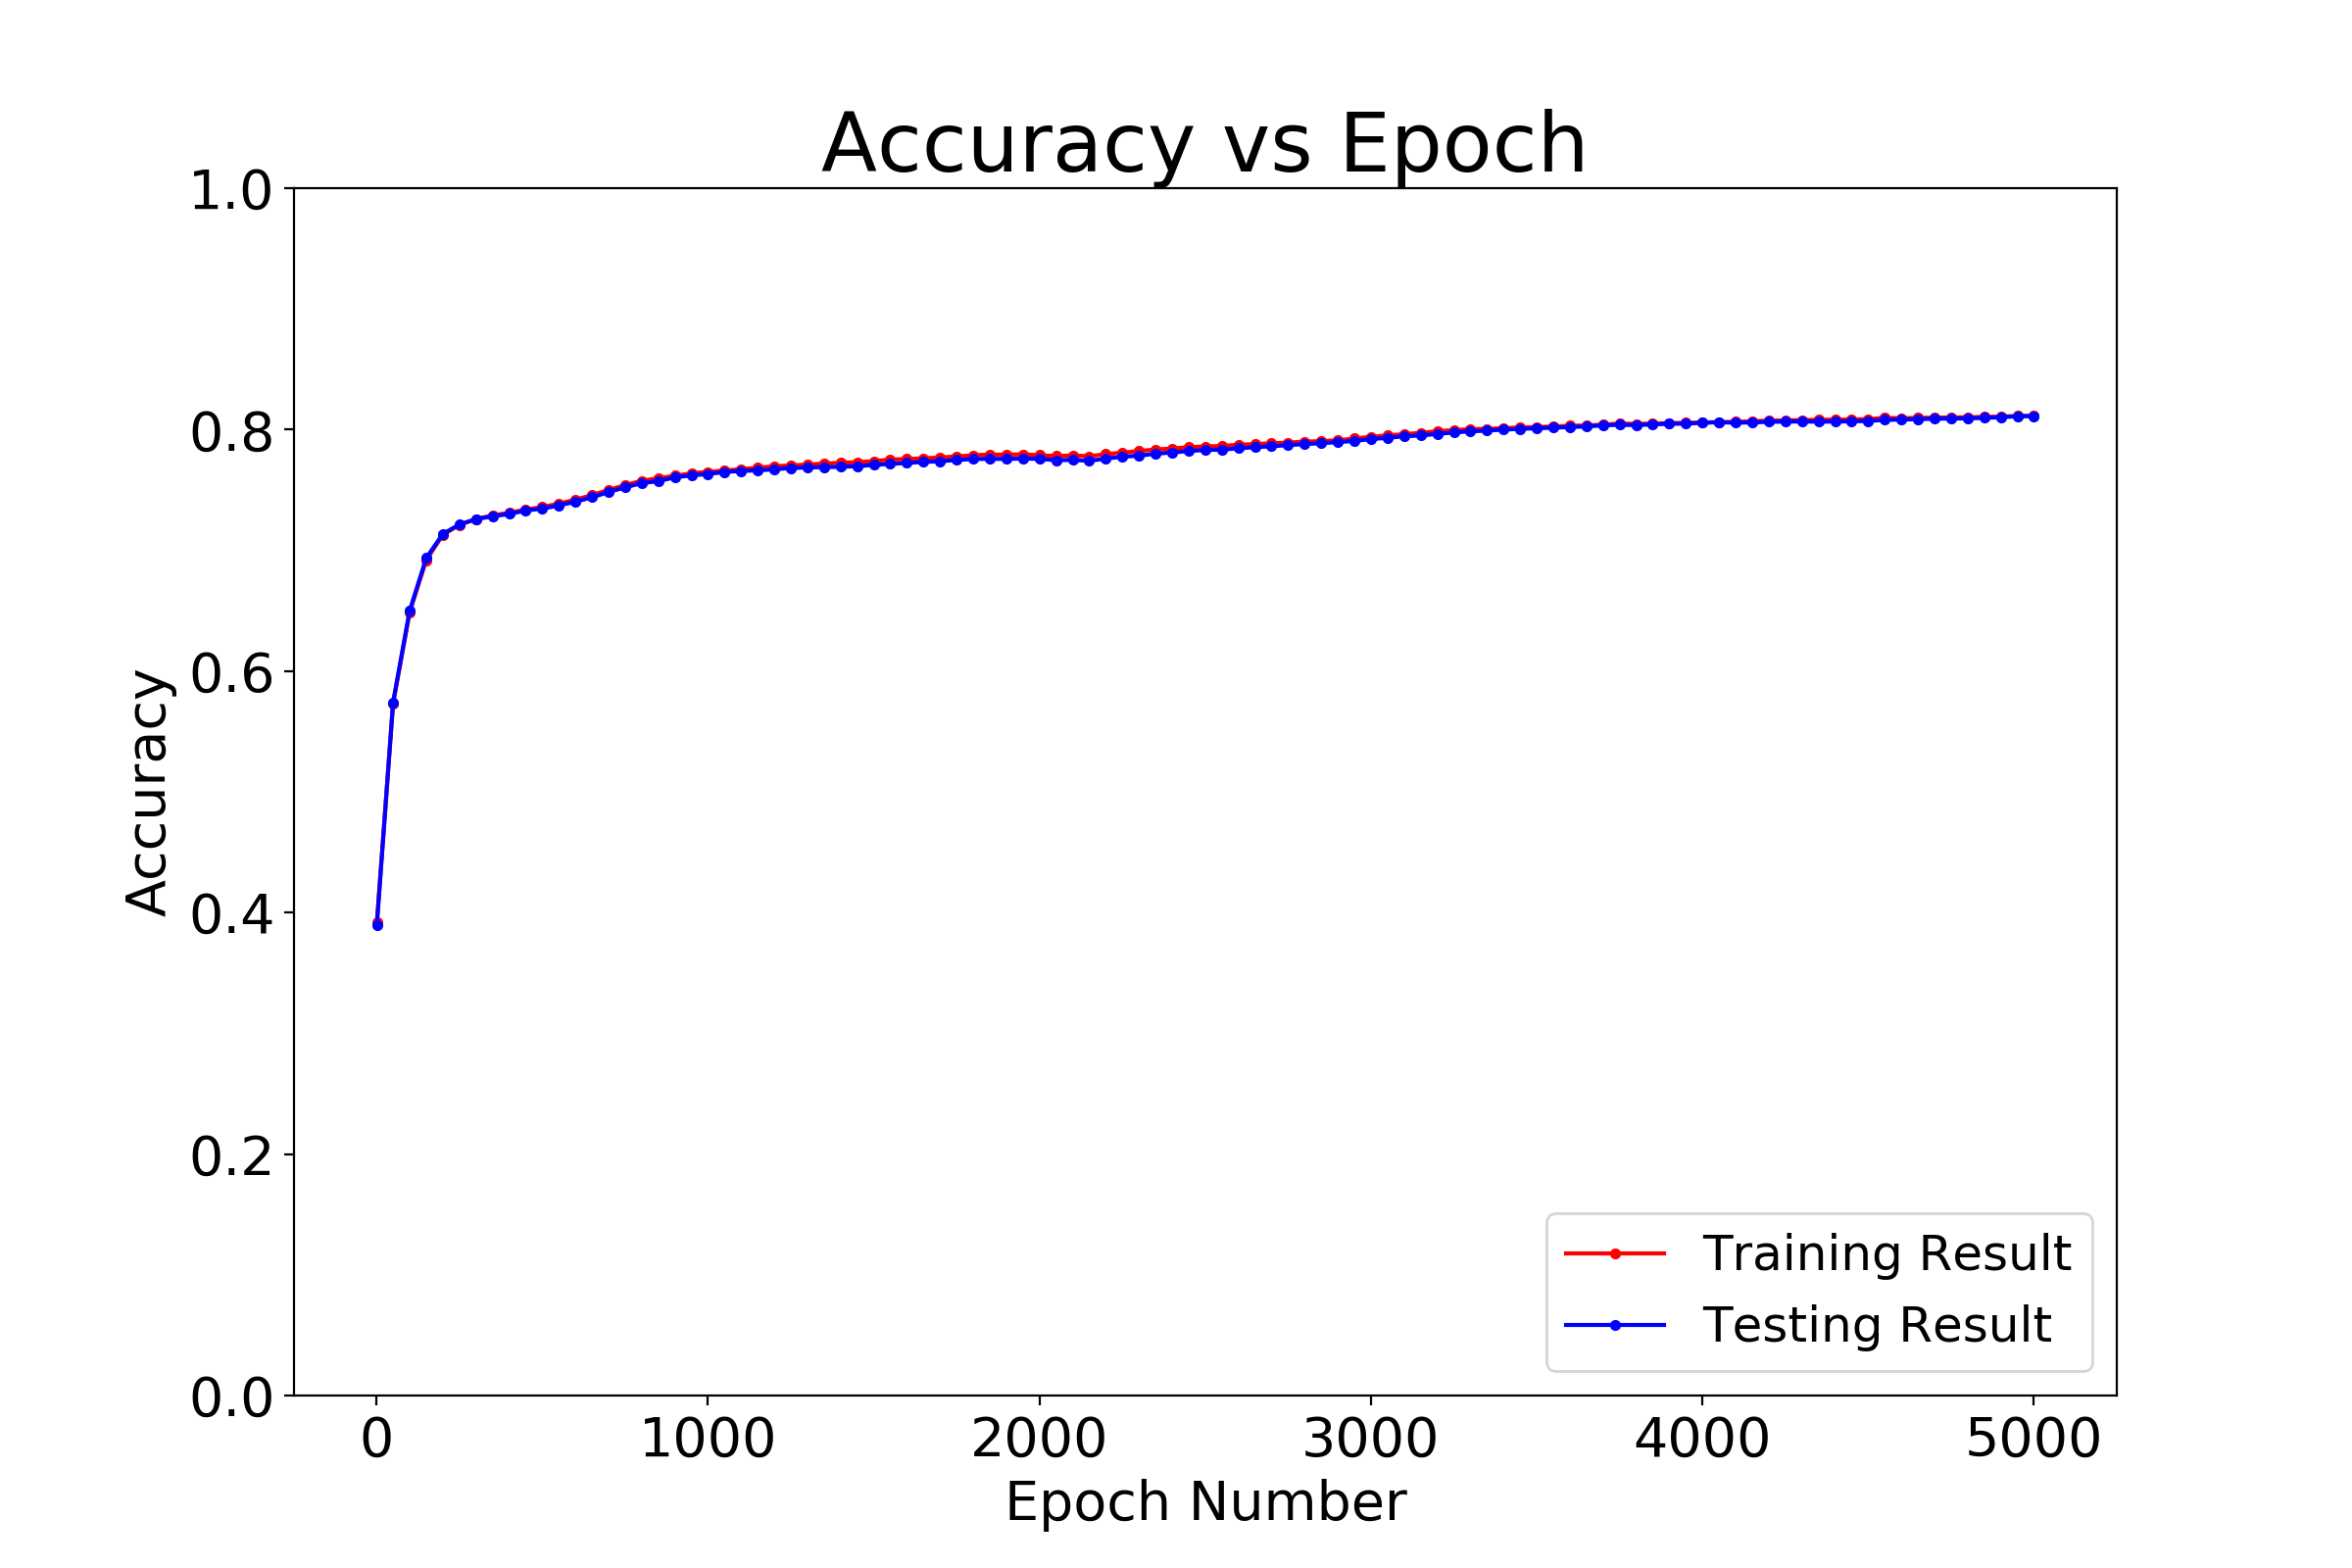 Accuracy vs Epoch
1.0
0.8
0.6
0.4
0.2
0.0
Accuracy
0 1000 2000 3000 4000 5000
Epoch Number
Training Result
Testing Result